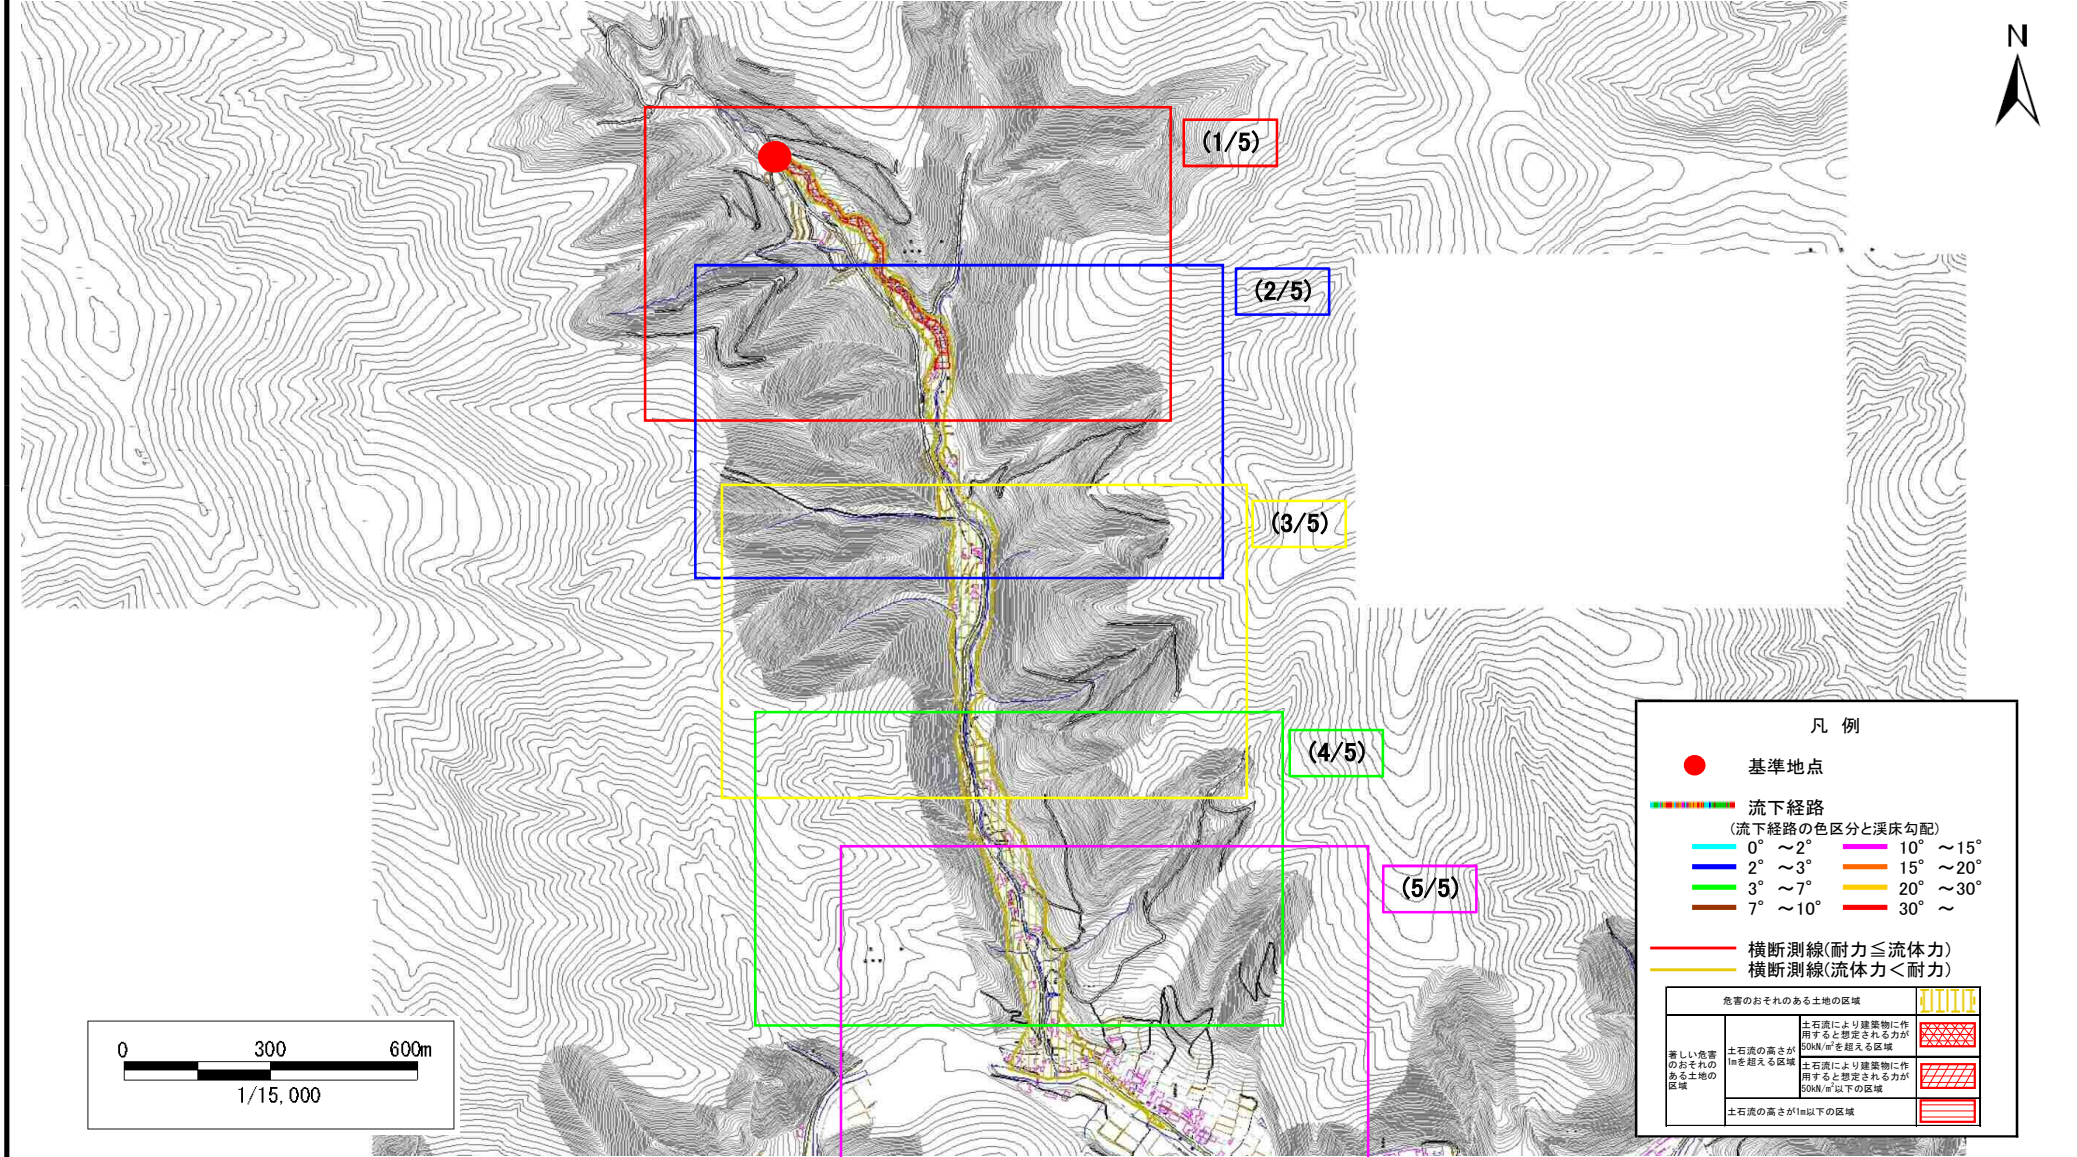 N
(1/5)
(2/5)
(3/5)
(4/5)
(5/5)
凡 例
基準地点
流下経路
(流下経路の色区分と渓床勾配)
0° ～2° 10° ～15°
2° ～3° 15° ～20°
3° ～7° 20° ～30°
7° ～10° 30° ～
横断測線(耐力≦流体力)
横断測線(流体力＜耐力)
危害のおそれのある土地の区域
著しい危害
のおそれの
ある土地の
区域
土石流の高さが
1mを超える区域
土石流により建築物に作
用すると想定される力が
50kN/m²を超える区域
土石流により建築物に作
用すると想定される力が
50kN/m²以下の区域
土石流の高さが1m以下の区域
0 300 600m
1/15,000